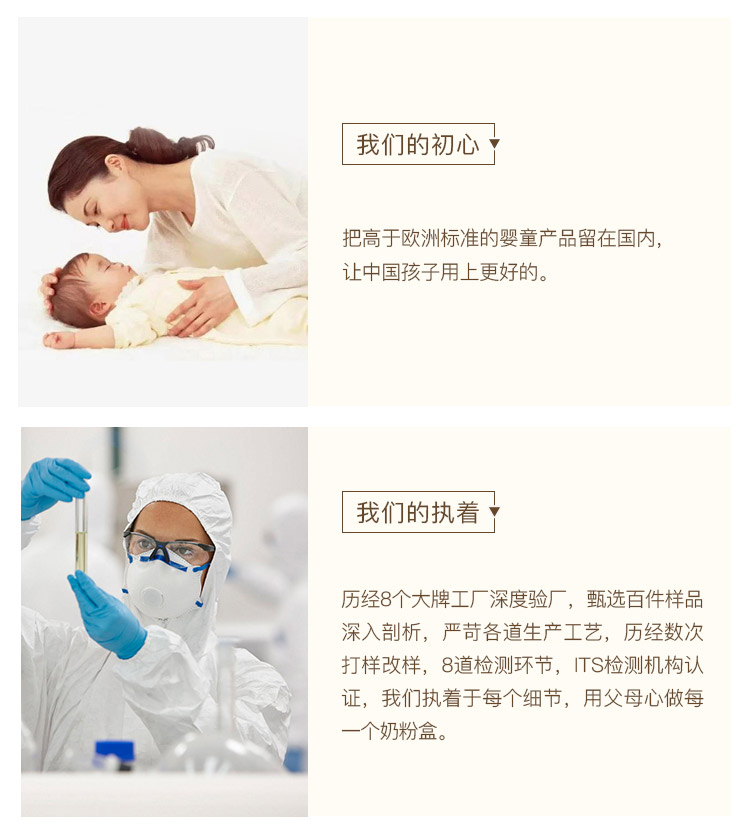 我们的初心
把高于欧洲标准的婴童产品留在国内，
让中国孩子用上更好的。
我们的执着
历经8个大牌工厂深度验厂，甄选百件样品
深入剖析，严苛各道生产工艺，历经数次
打样改样，8道检测环节，ITS检测机构认
证，我们执着于每个细节，用父母心做每
一个奶粉盒。